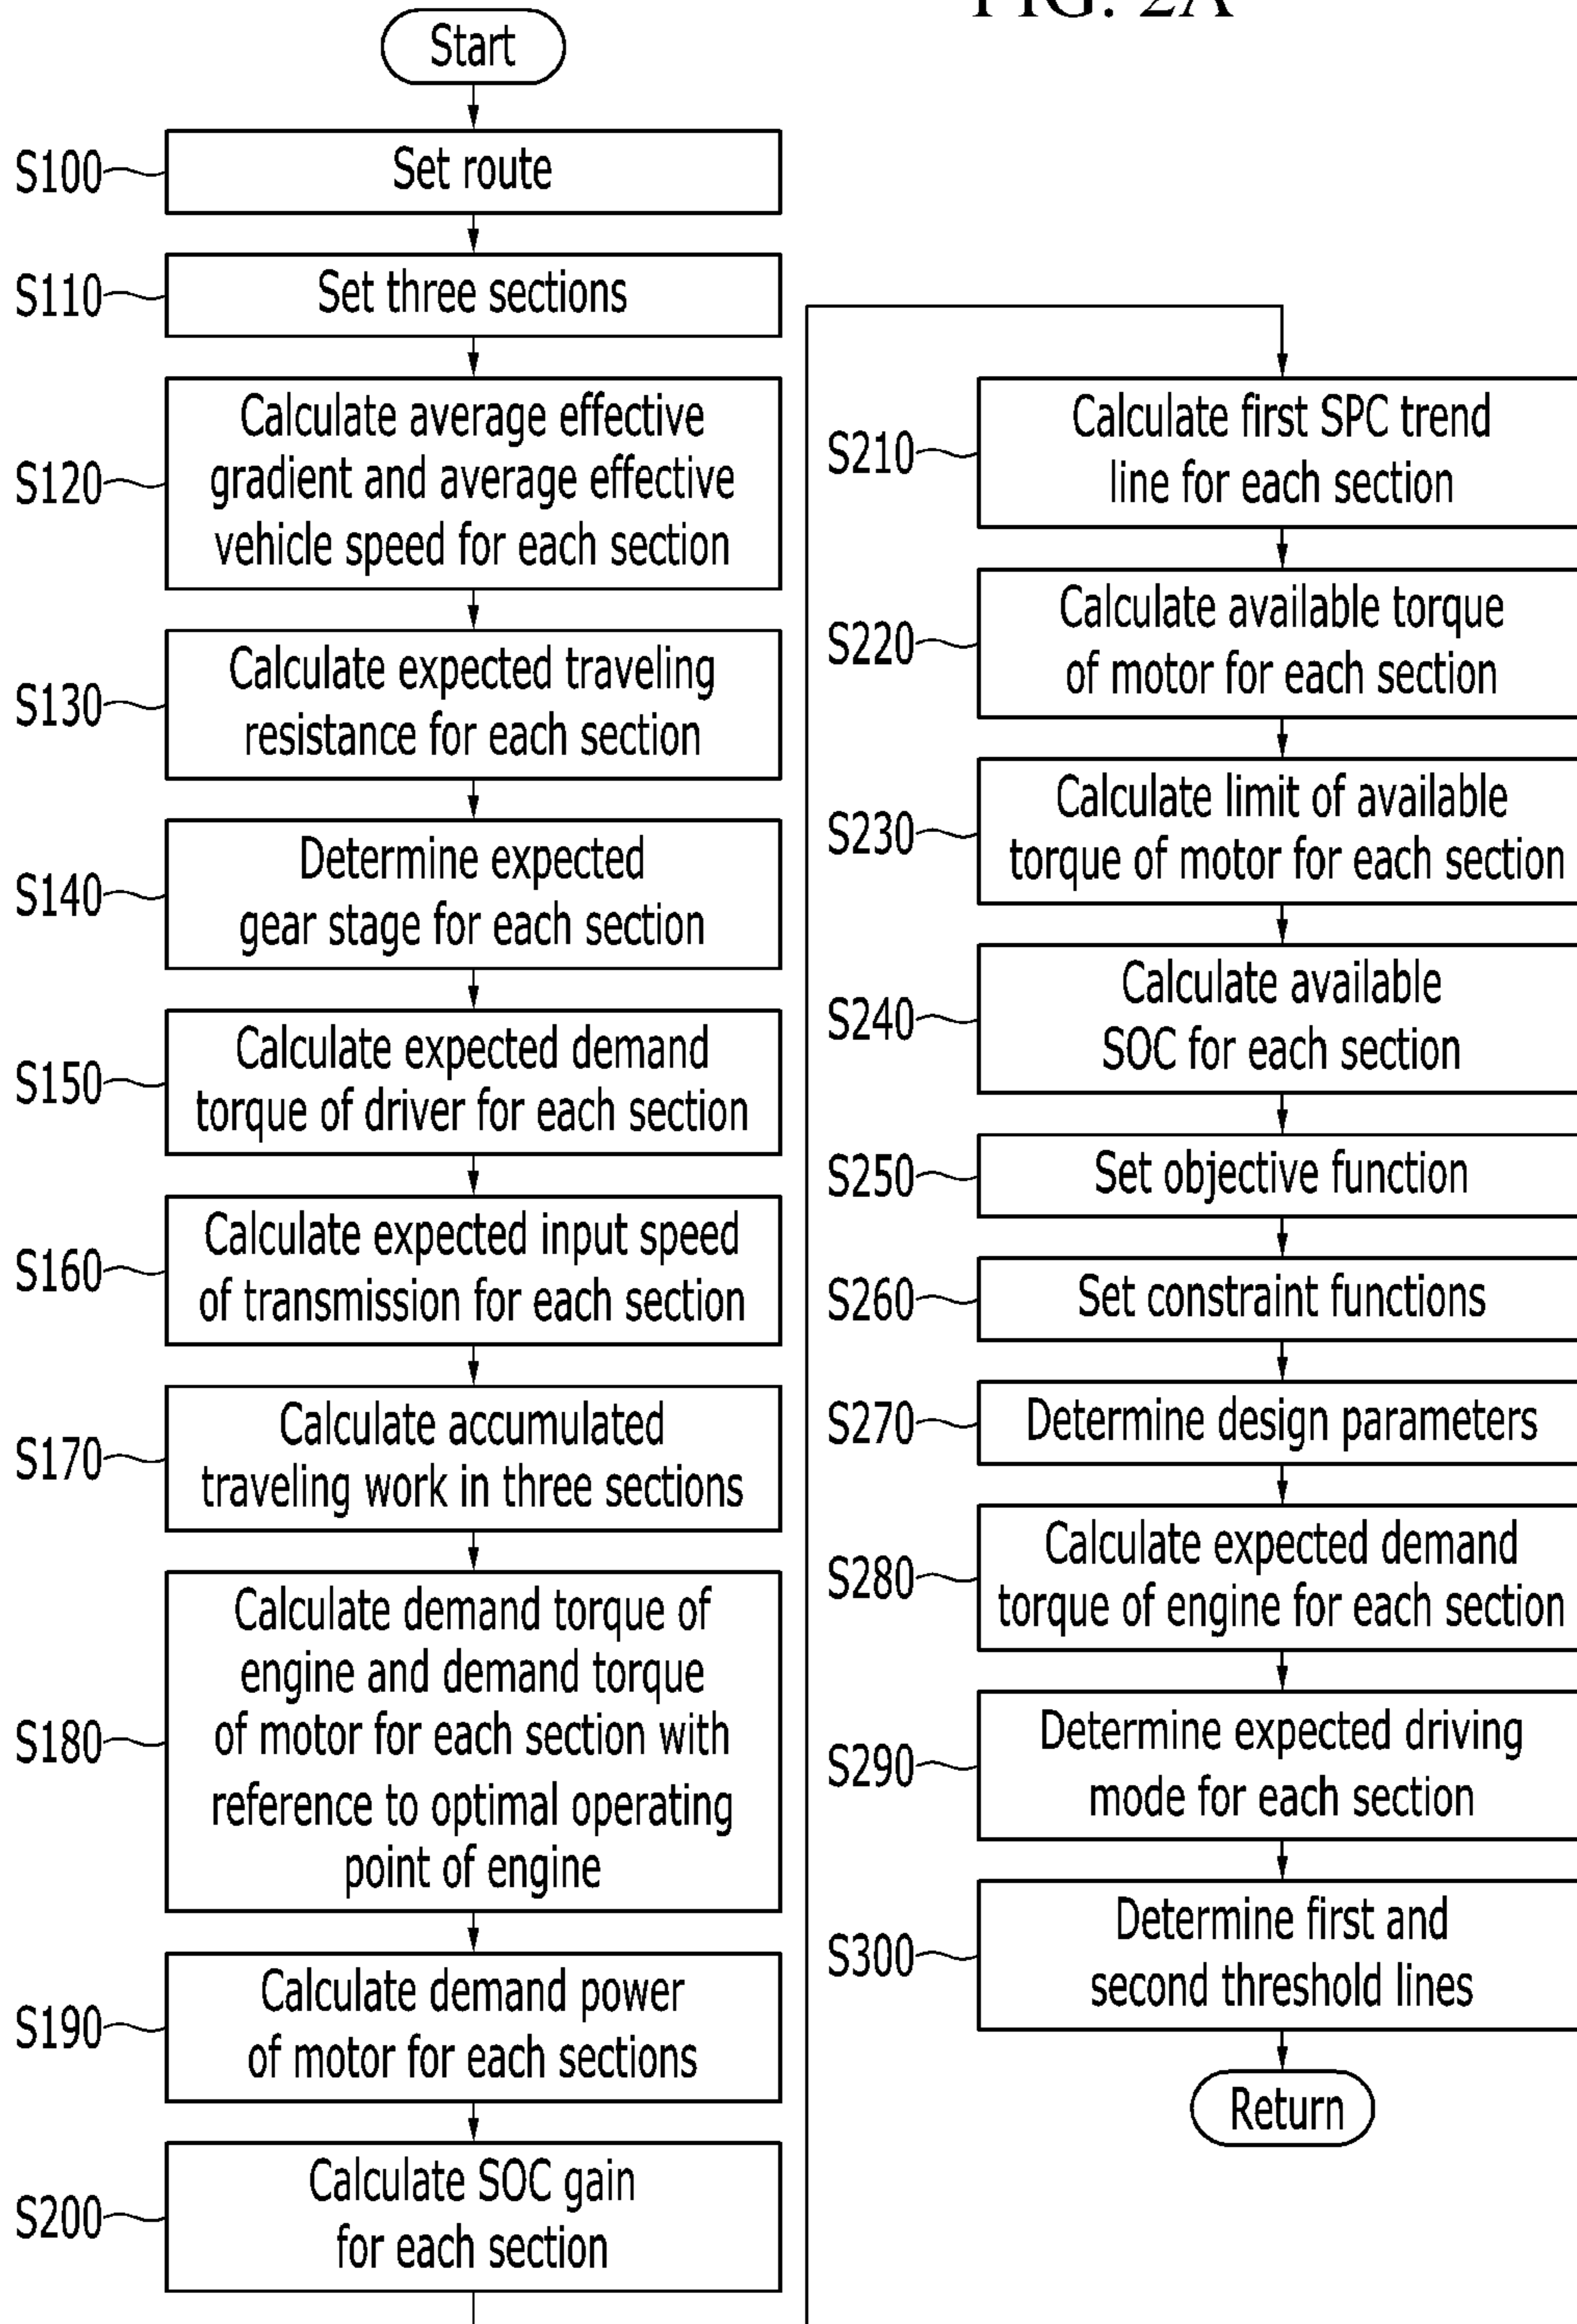 FIG. 2A
Start
S100
Set route
S110
Set three sections
S120
Calculate average effective
gradient and average effective
vehicle speed for each section
S130
Calculate expected traveling
resistance for each section
S140
Determine expected
gear stage for each section
S150
Calculate expected demand
torque of driver for each section
S160
Calculate expected input speed
of transmission for each section
S170
Calculate accumulated
traveling work in three sections
S180
Calculate demand torque of
engine and demand torque
of motor for each section with
reference to optimal operating
point of engine
S190
Calculate demand power
of motor for each sections
S200
Calculate SOC gain
for each section
S210
Calculate first SPC trend
line for each section
S220
Calculate available torque
of motor for each section
S230
Calculate limit of available
torque of motor for each section
S240
Calculate available
SOC for each section
S250
Set objective function
S260
Set constraint functions
S270
Determine design parameters
S280
Calculate expected demand
torque of engine for each section
S290
Determine expected driving
mode for each section
S300
Determine first and
second threshold lines
Return